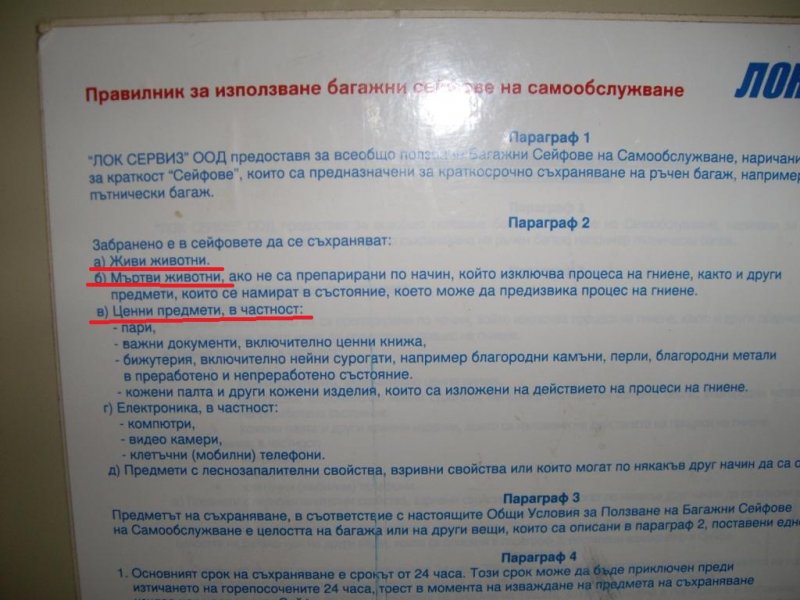 Правилник за използване багажни сейфове на самообслужване
ЛОК
Параграф 1
"ЛОК СЕРВИЗ" ООД предоставя за всеобщо ползване Багажни Сейфове на Самообслужване, наричани
за краткост "Сейфове", които са предназначени за краткосрочно съхраняване на ръчен багаж, например
пътнически багаж.
Параграф 2
Забранено е в сейфовете да се съхраняват:
а) Живи животни.
б) Мъртви животни, ако не са препарирани по начин, който изключва процеса на гниене, както и други
предмети, които се намират в състояние, което може да предизвика процес на гниене.
в) Ценни предмети, в частност:
- пари,
- важни документи, включително ценни книжа,
- бижутерия, включително нейни сурогати, например благородни камъни, перли, благородни метали
в преработено и непреработено състояние.
- кожени палта и други кожени изделия, които са изложени на действието на процеси на гниене.
г) Електроника, в частност:
- компютри,
- видео камери,
- клетъчни (мобилни) телефони.
д) Предмети с леснозапалителни свойства, взривни свойства или които могат по някакъв друг начин да са
Параграф 3
Предметът на съхраняване, в съответствие с настоящите Общи Условия за Ползване на Багажни Сейфове
на Самообслужване е целостта на багажа или на други вещи, които са описани в параграф 2, поставени
Параграф 4
1. Основният срок на съхраняване е срокът от 24 часа. Този срок може да бъде приключен преди
изтичането на горепосочените 24 часа, тоест в момента на изваждане на предмета на съхраняване